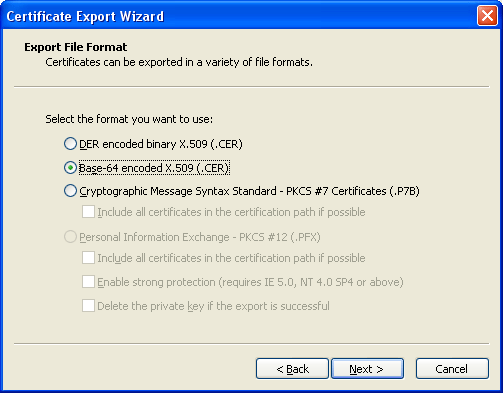 Certificate Export Wizard
Export File Format
Certificates can be exported in a variety of file formats.
Select the format you want to use:
DER encoded binary X.509 (.CER)
Base-64 encoded X.509 (.CER)
Cryptographic Message Syntax Standard - PKCS #7 Certificates (.P7B)
Include all certificates in the certification path if possible
Personal Information Exchange - PKCS #12 (.PFX)
Include all certificates in the certification path if possible
Enable strong protection (requires IE 5.0, NT 4.0 SP4 or above)
Delete the private key if the export is successful
< Back
Next >
Cancel